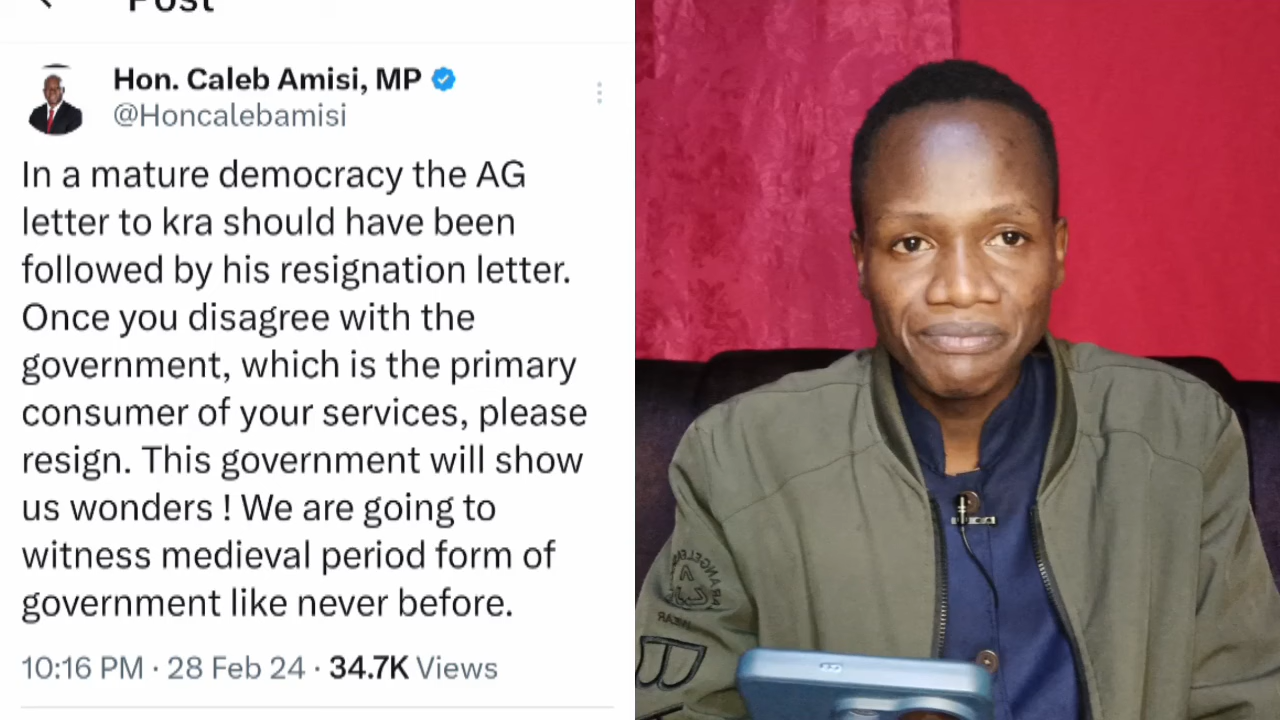 Post
Hon. Caleb Amisi, MP
@Honcalebamisi
In a mature democracy the AG
letter to kra should have been
followed by his resignation letter.
Once you disagree with the
government, which is the primary
consumer of your services, please
resign. This government will show
us wonders ! We are going to
witness medieval period form of
government like never before.
10:16 PM · 28 Feb 24 · 34.7K Views
WEAR
B